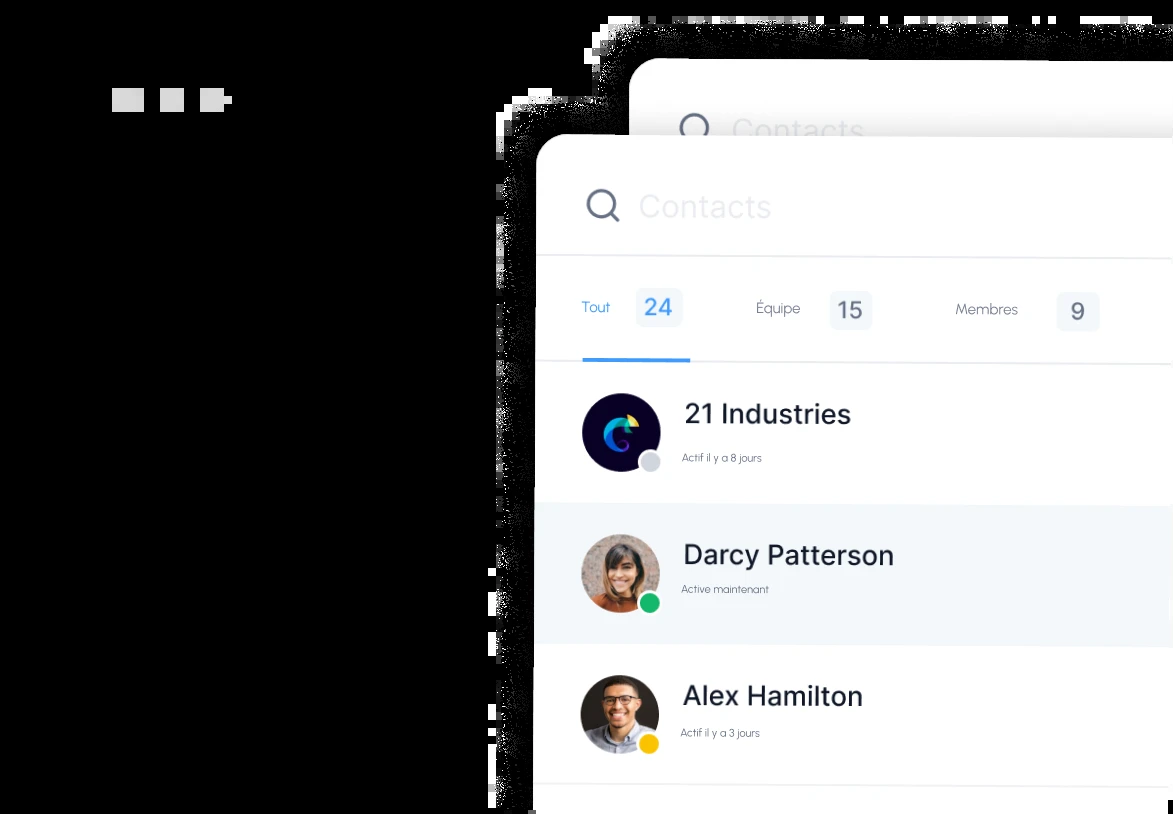 Contacts
Contacts
Tout 24 Équipe 15 Membres 9
21 Industries
Actif il y a 8 jours
Darcy Patterson
Active maintenant
Alex Hamilton
Actif il y a 3 jours